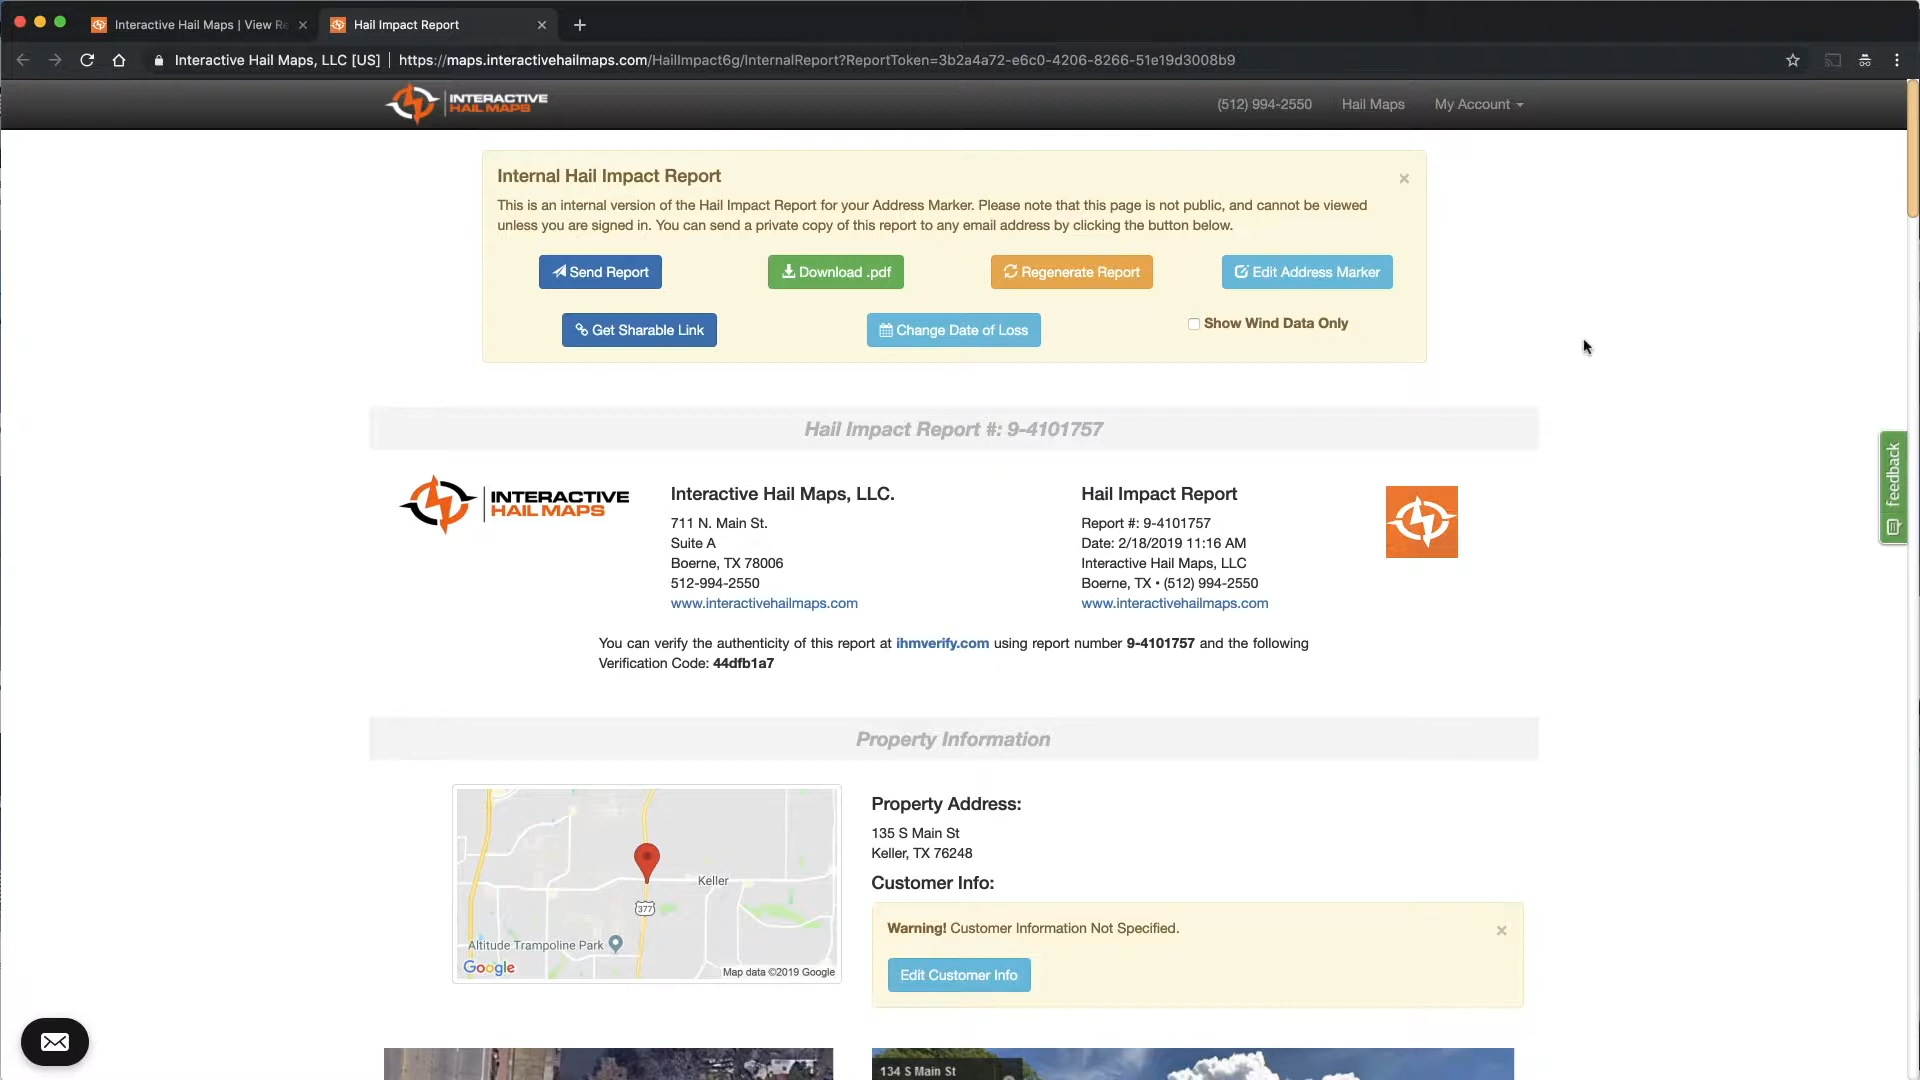 Interactive Hail Maps | View Re
Hail Impact Report
Interactive Hail Maps, LLC [US] | https://maps.interactivehailmaps.com/HailImpact6g/InternalReport?ReportToken=3b2a4a72-e6c0-4206-8266-51e19d3008b9
INTERACTIVE
HAIL MAPS
(512) 994-2550
Hail Maps
My Account
Internal Hail Impact Report
This is an internal version of the Hail Impact Report for your Address Marker. Please note that this page is not public, and cannot be viewed
unless you are signed in. You can send a private copy of this report to any email address by clicking the button below.
Send Report
Download .pdf
Regenerate Report
Edit Address Marker
Get Sharable Link
Change Date of Loss
Show Wind Data Only
Hail Impact Report #: 9-4101757
INTERACTIVE
HAIL MAPS
Interactive Hail Maps, LLC.
711 N. Main St.
Suite A
Boerne, TX 78006
512-994-2550
www.interactivehailmaps.com
Hail Impact Report
Report #: 9-4101757
Date: 2/18/2019 11:16 AM
Interactive Hail Maps, LLC
Boerne, TX • (512) 994-2550
www.interactivehailmaps.com
You can verify the authenticity of this report at ihmverify.com using report number 9-4101757 and the following
Verification Code: 44dfb1a7
feedback
Property Information
Keller
377
Altitude Trampoline Park
Google
Map data ©2019 Google
Property Address:
135 S Main St
Keller, TX 76248
Customer Info:
Warning! Customer Information Not Specified.
Edit Customer Info
134 S Main St